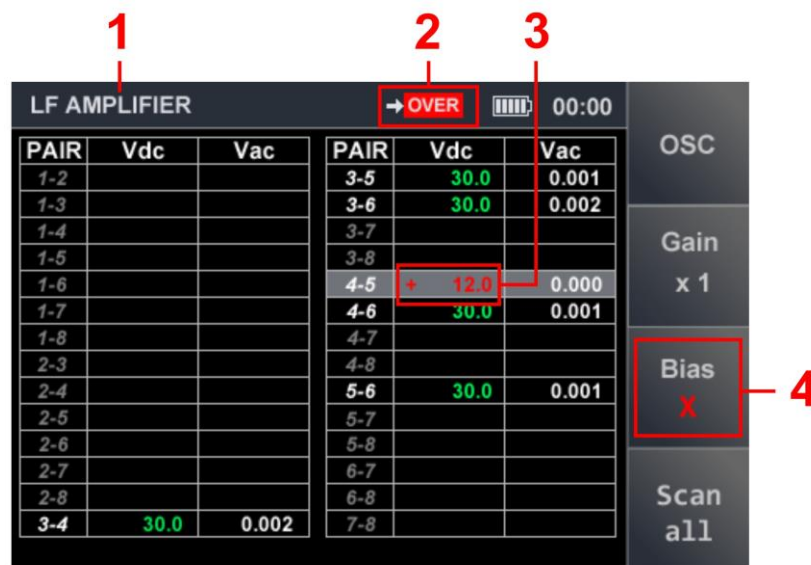 1 2 3
LF AMPLIFIER → OVER 00:00
PAIR Vdc Vac PAIR Vdc Vac
1-2 3-5 30.0 0.001
1-3 3-6 30.0 0.002
1-4 3-7
1-5 3-8
1-6 4-5 + 12.0 0.000
1-7 4-6 30.0 0.001
1-8 4-7
2-3 4-8
2-4 5-6 30.0 0.001
2-5 5-7
2-6 5-8
2-7 6-7
2-8 6-8
3-4 30.0 0.002 7-8
OSC
Gain
x 1
Bias
X
4
Scan
all